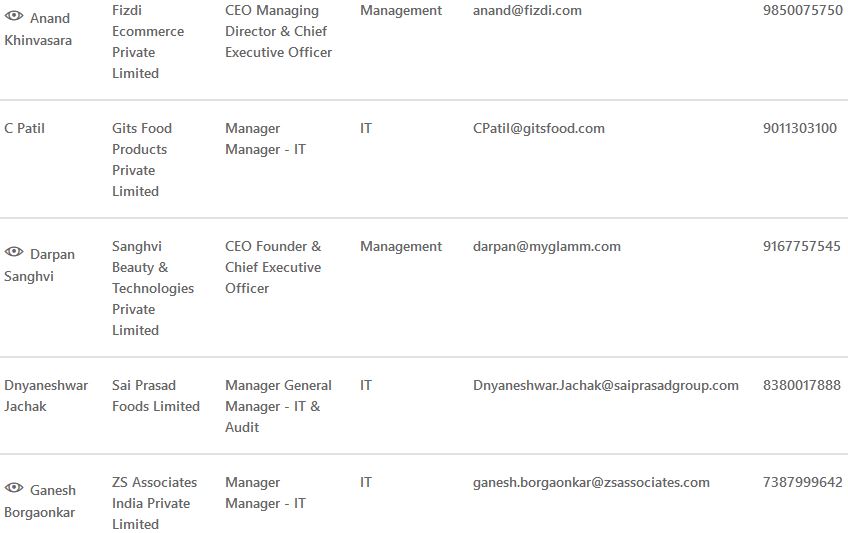 Anand Khinvasara
Fizdi Ecommerce Private Limited
CEO Managing Director & Chief Executive Officer
Management
anand@fizdi.com
9850075750
C Patil
Gits Food Products Private Limited
Manager Manager - IT
IT
CPatil@gitsfood.com
9011303100
Darpan Sanghvi
Sanghvi Beauty & Technologies Private Limited
CEO Founder & Chief Executive Officer
Management
darpan@myglamm.com
9167757545
Dnyaneshwar Jachak
Sai Prasad Foods Limited
Manager General Manager - IT & Audit
IT
Dnyaneshwar.Jachak@saiprasadgroup.com
8380017888
Ganesh Borgaonkar
ZS Associates India Private Limited
Manager Manager - IT
IT
ganesh.borgaonkar@zsassociates.com
7387999642